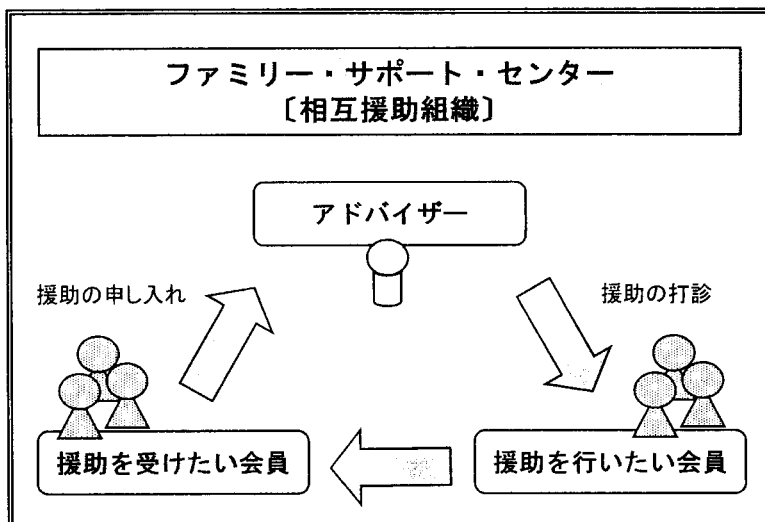 ファミリー・サポート・センター
〔相互援助組織〕
アドバイザー
援助の申し入れ
援助の打診
援助を受けたい会員
援助を行いたい会員